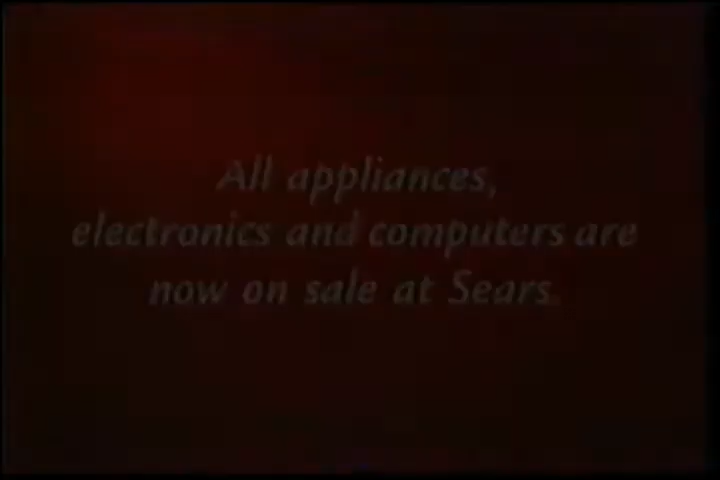 All appliances,
electronics and computers are
now on sale at Sears.